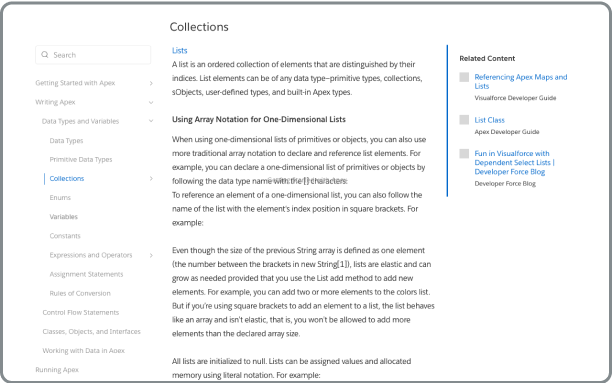 Collections
Search
Getting Started with Apex
Writing Apex
Data Types and Variables
Data Types
Primitive Data Types
Collections
Enums
Variables
Constants
Expressions and Operators
Assignment Statements
Rules of Conversion
Control Flow Statements
Classes, Objects, and Interfaces
Working with Data in Apex
Running Apex
Lists
A list is an ordered collection of elements that are distinguished by their
indices. List elements can be of any data type—primitive types, collections,
sObjects, user-defined types, and built-in Apex types.
Using Array Notation for One-Dimensional Lists
When using one-dimensional lists of primitives or objects, you can also use
more traditional array notation to declare and reference list elements. For
example, you can declare a one-dimensional list of primitives or objects by
following the data type name with the [] characters:
To reference an element of a one-dimensional list, you can also follow the
name of the list with the element's index position in square brackets. For
example:
Even though the size of the previous String array is defined as one element
(the number between the brackets in new String[1]), lists are elastic and can
grow as needed provided that you use the List add method to add new
elements. For example, you can add two or more elements to the colors list.
But if you're using square brackets to add an element to a list, the list behaves
like an array and isn't elastic, that is, you won't be allowed to add more
elements than the declared array size.
All lists are initialized to null. Lists can be assigned values and allocated
memory using literal notation. For example:
Related Content
Referencing Apex Maps and
Lists
Visualforce Developer Guide
List Class
Apex Developer Guide
Fun in Visualforce with
Dependent Select Lists |
Developer Force Blog
Developer Force Blog